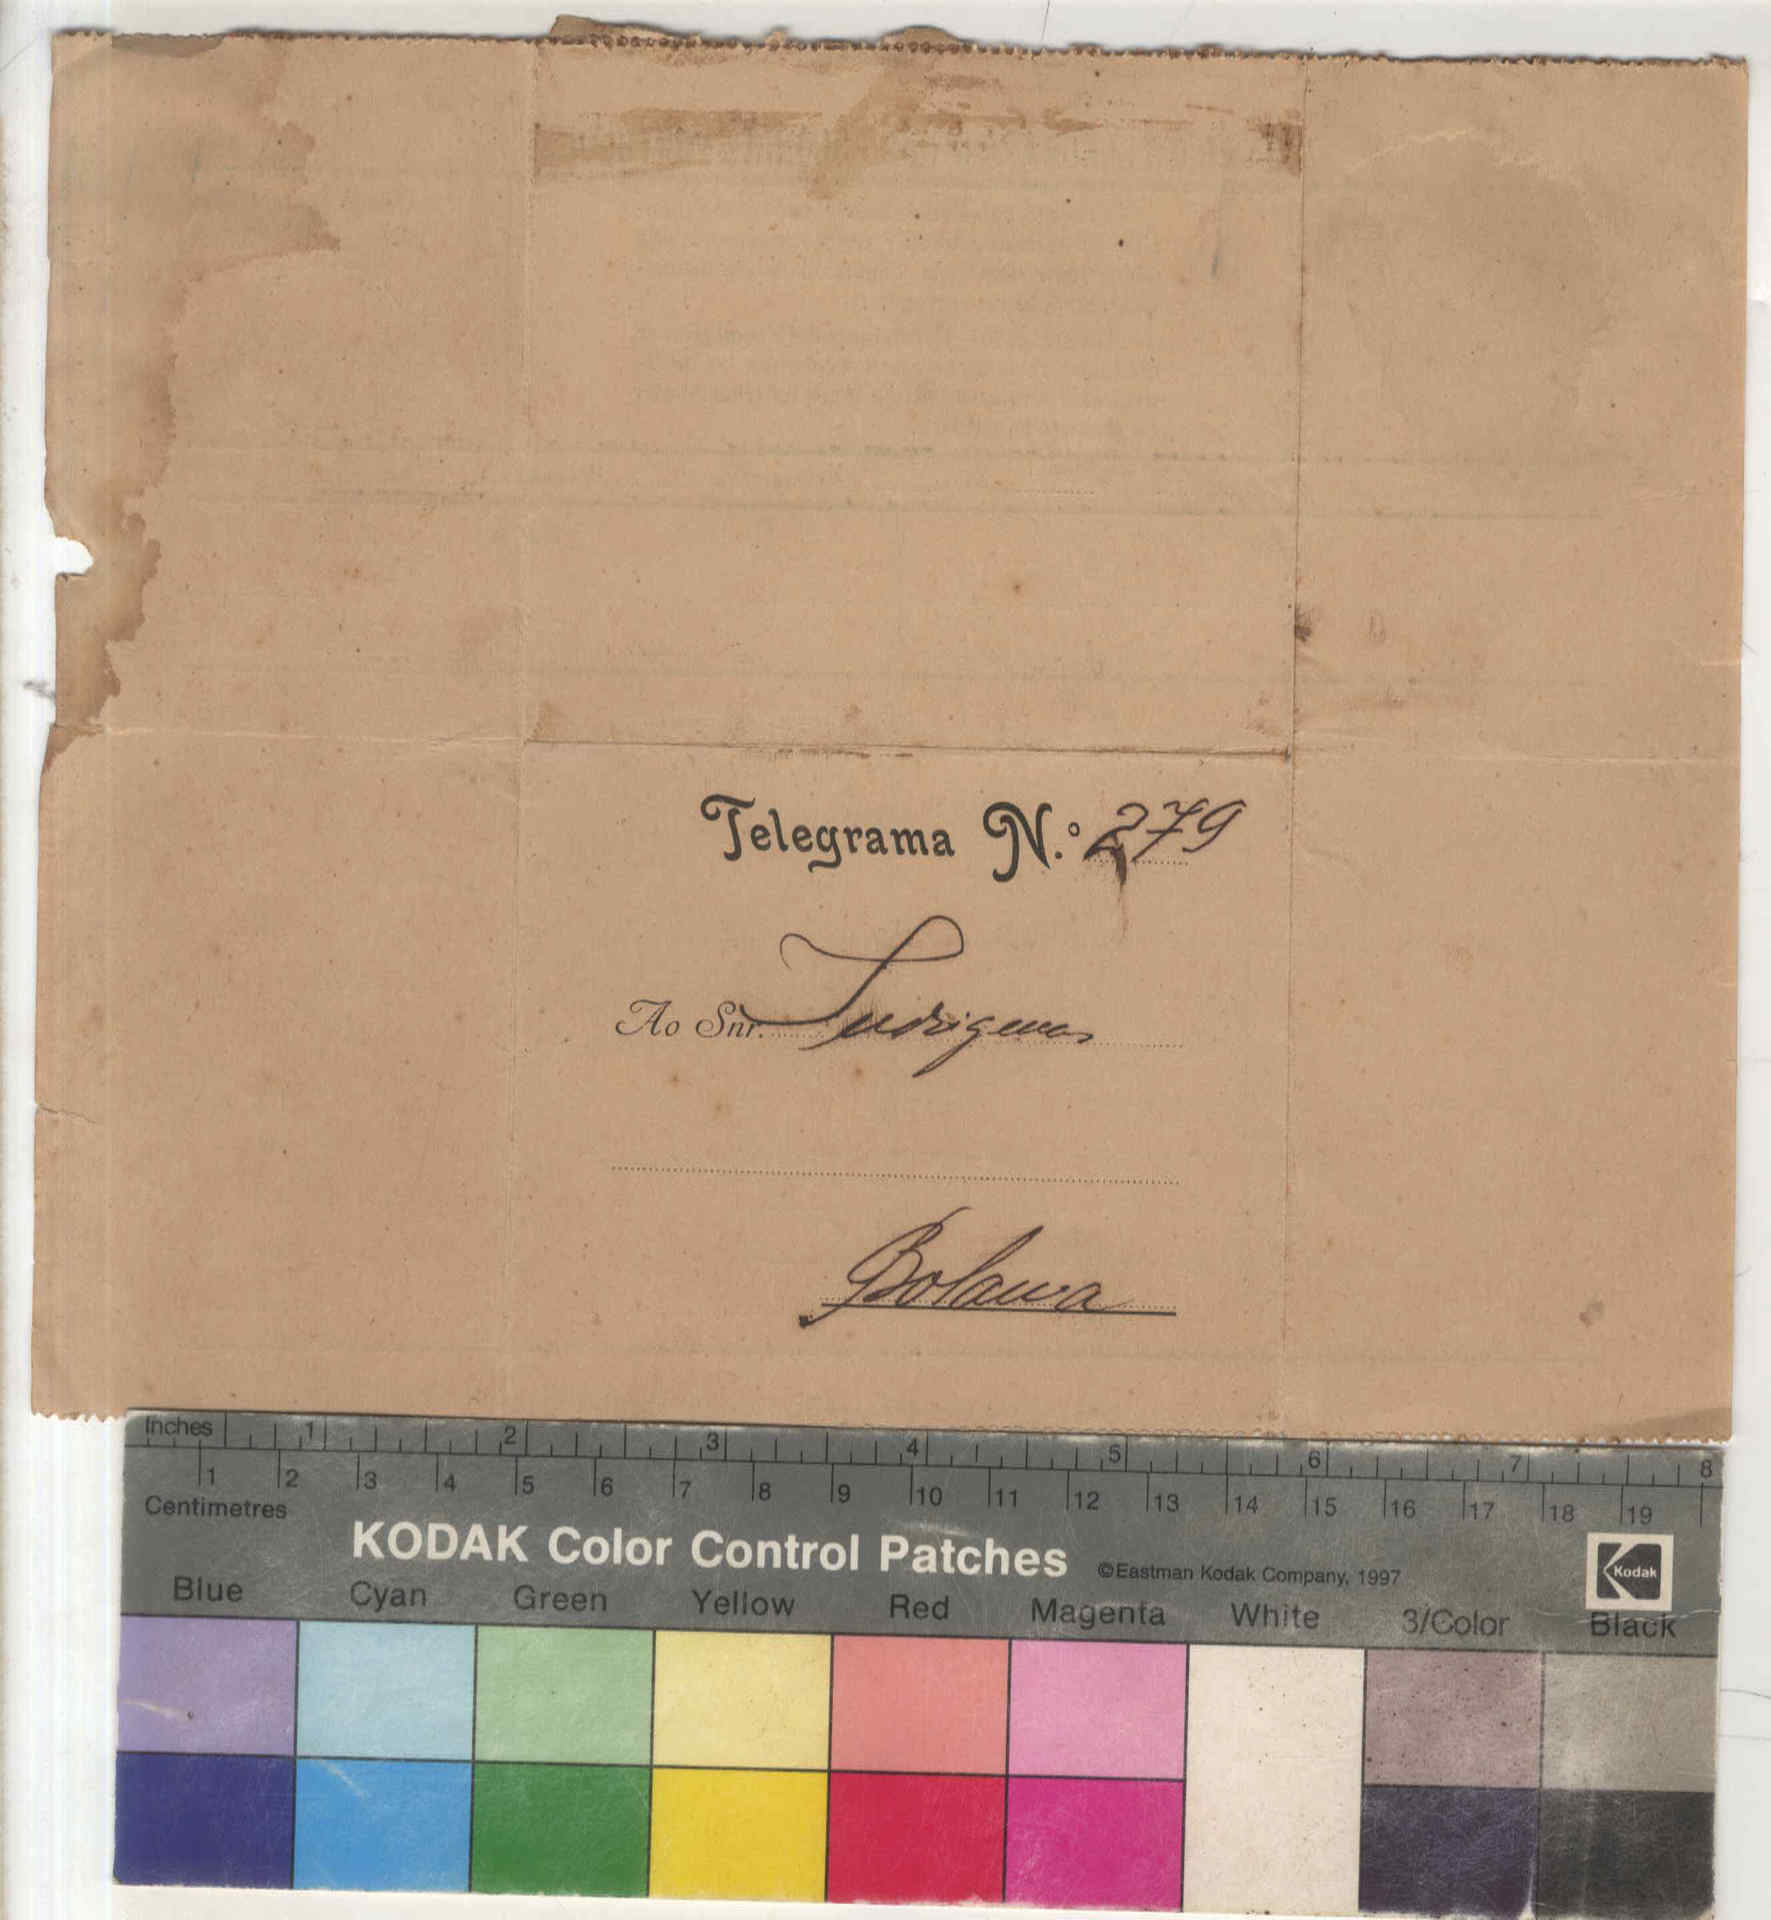 Telegrama N.º 279
Ao Snr. Indigenas
Bolama
Inches 1 2 3 4 5 6 7 8
1 2 3 4 5 6 7 8 9 10 11 12 13 14 15 16 17 18 19
Centimetres
KODAK Color Control Patches ©Eastman Kodak Company, 1997 Kodak
Blue Cyan Green Yellow Red Magenta White 3/Color Black